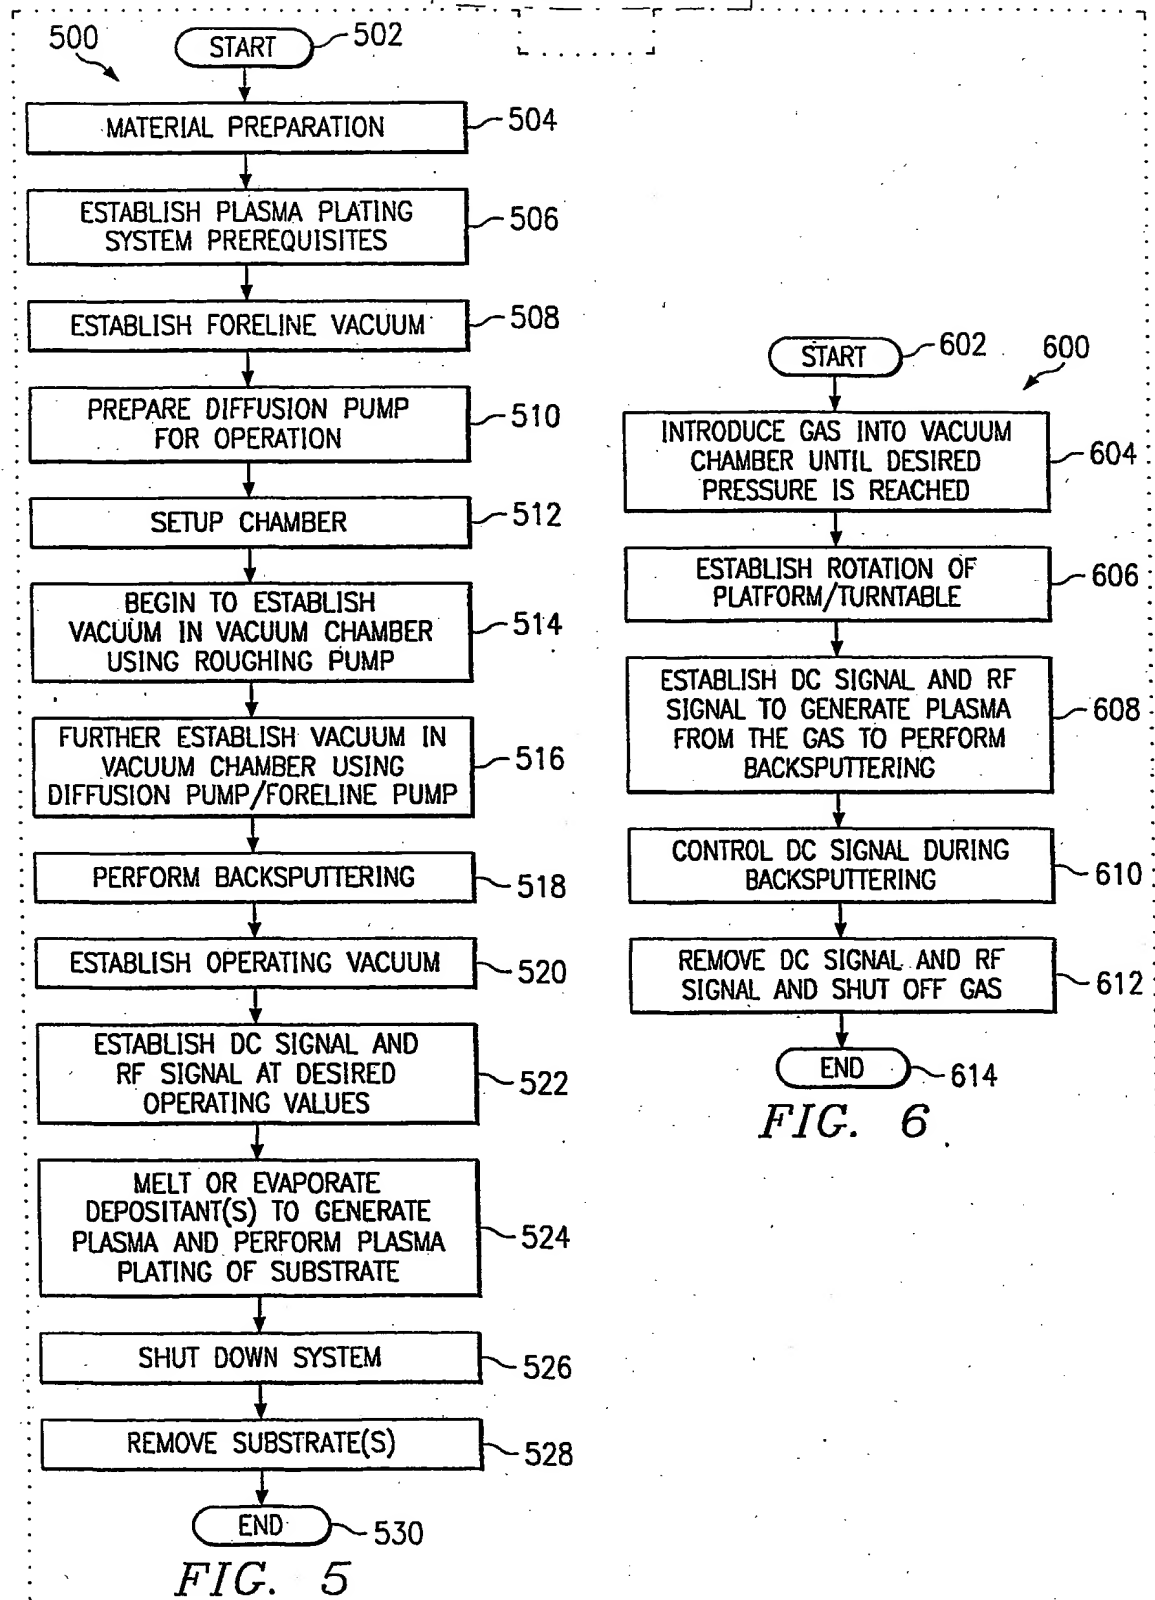 500
START
502
MATERIAL PREPARATION
504
ESTABLISH PLASMA PLATING
SYSTEM PREREQUISITES
506
ESTABLISH FORELINE VACUUM
508
PREPARE DIFFUSION PUMP
FOR OPERATION
510
SETUP CHAMBER
512
BEGIN TO ESTABLISH
VACUUM IN VACUUM CHAMBER
USING ROUGHING PUMP
514
FURTHER ESTABLISH VACUUM IN
VACUUM CHAMBER USING
DIFFUSION PUMP/FORELINE PUMP
516
PERFORM BACKSPUTTERING
518
ESTABLISH OPERATING VACUUM
520
ESTABLISH DC SIGNAL AND
RF SIGNAL AT DESIRED
OPERATING VALUES
522
MELT OR EVAPORATE
DEPOSITANT(S) TO GENERATE
PLASMA AND PERFORM PLASMA
PLATING OF SUBSTRATE
524
SHUT DOWN SYSTEM
526
REMOVE SUBSTRATE(S)
528
END
530
FIG. 5
START
602
600
INTRODUCE GAS INTO VACUUM
CHAMBER UNTIL DESIRED
PRESSURE IS REACHED
604
ESTABLISH ROTATION OF
PLATFORM/TURNTABLE
606
ESTABLISH DC SIGNAL AND RF
SIGNAL TO GENERATE PLASMA
FROM THE GAS TO PERFORM
BACKSPUTTERING
608
CONTROL DC SIGNAL DURING
BACKSPUTTERING
610
REMOVE DC SIGNAL AND RF
SIGNAL AND SHUT OFF GAS
612
END
614
FIG. 6